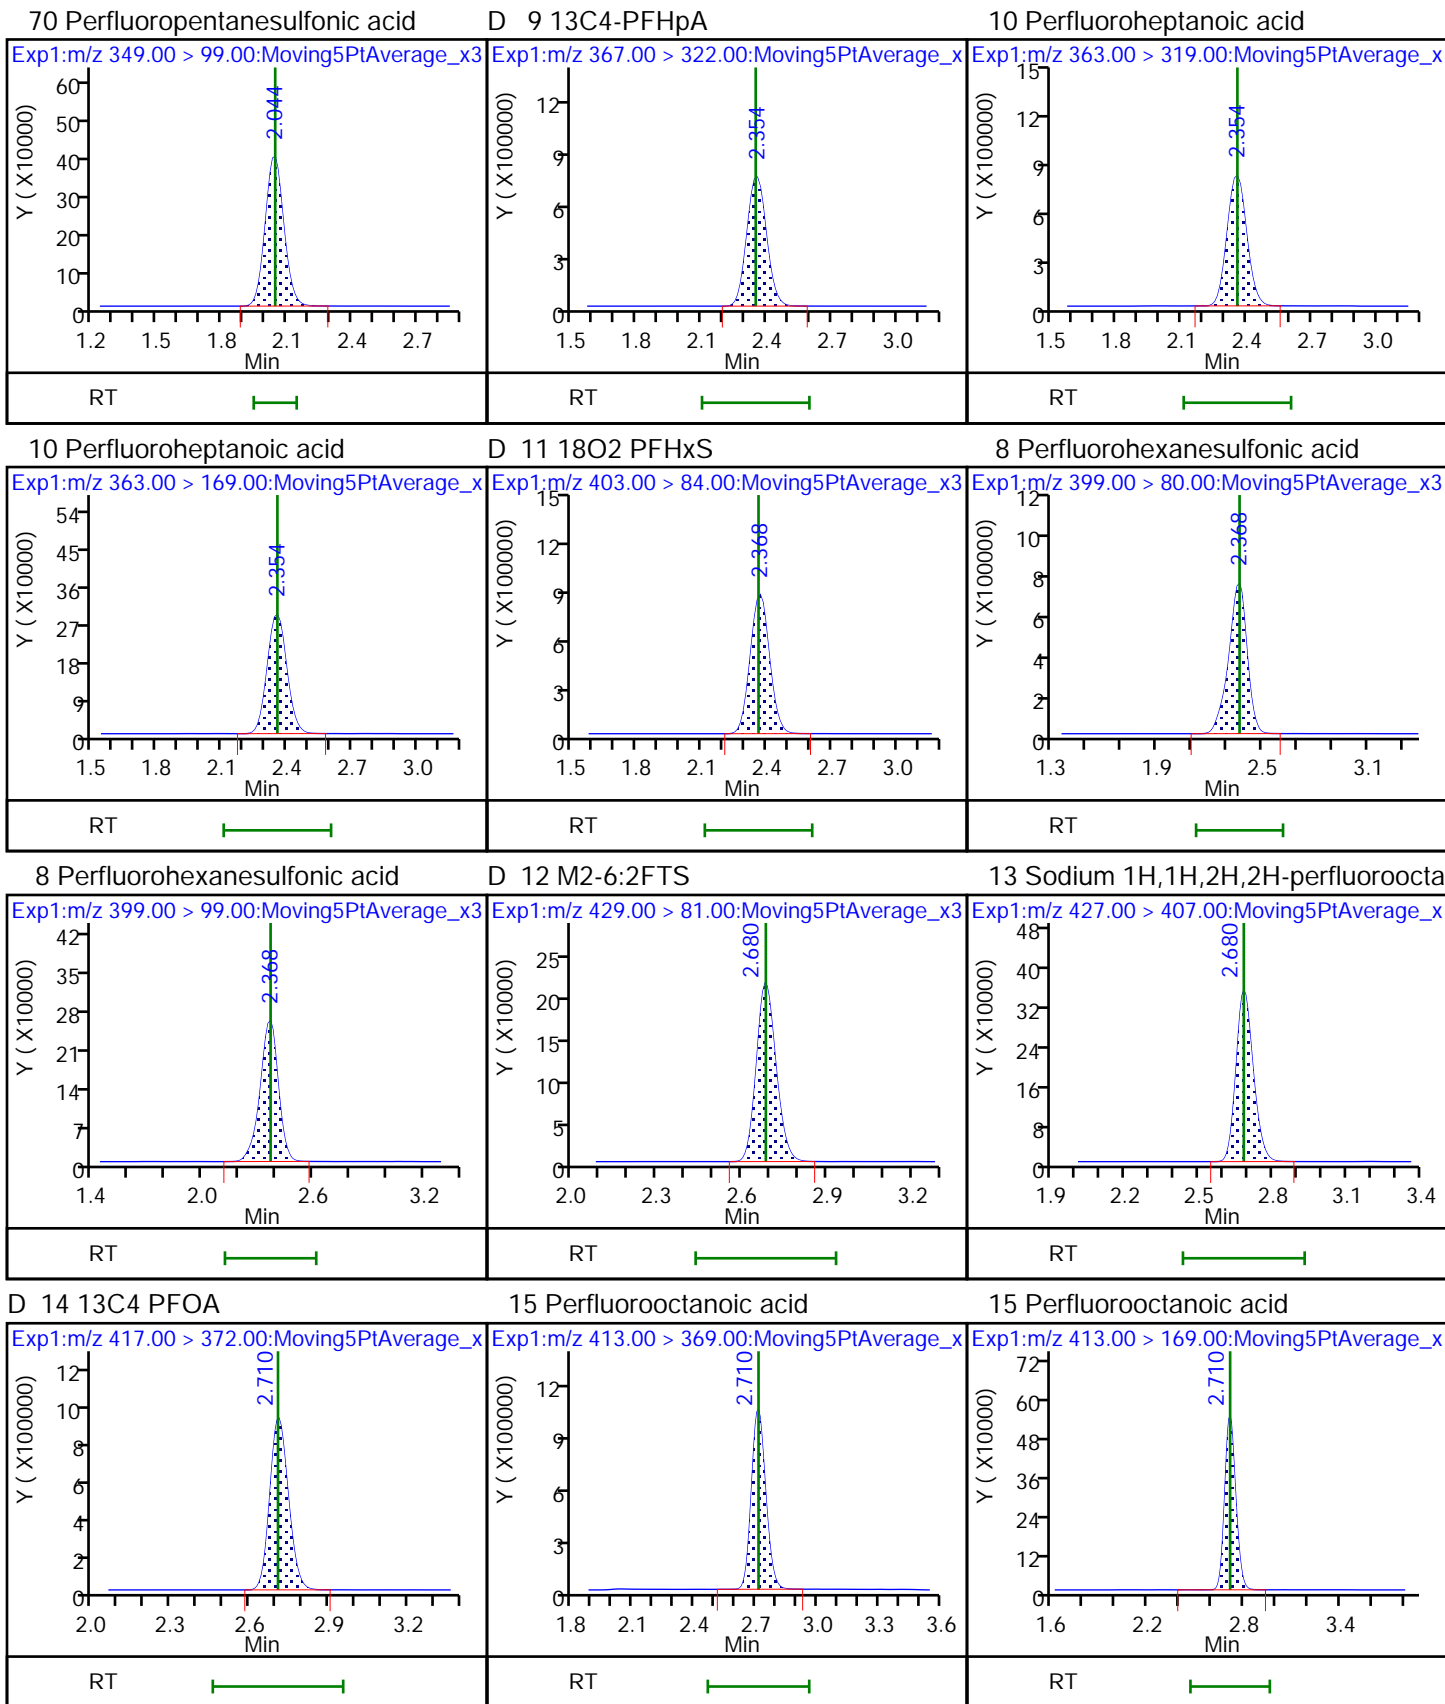 70 Perfluoropentanesulfonic acid
Exp1:m/z 349.00 > 99.00:Moving5PtAverage_x3
Y ( X100000)
60
50
40
30
20
10
0
2.044
1.2 1.5 1.8 2.1 2.4 2.7
Min
RT
D 9 13C4-PFHpA
Exp1:m/z 367.00 > 322.00:Moving5PtAverage_x
Y ( X100000)
12
9
6
3
0
2.354
1.5 1.8 2.1 2.4 2.7 3.0
Min
RT
10 Perfluoroheptanoic acid
Exp1:m/z 363.00 > 319.00:Moving5PtAverage_x
Y ( X100000)
15
12
9
6
3
0
2.354
1.5 1.8 2.1 2.4 2.7 3.0
Min
RT
10 Perfluoroheptanoic acid
Exp1:m/z 363.00 > 169.00:Moving5PtAverage_x
Y ( X10000)
54
45
36
27
18
9
0
2.354
1.5 1.8 2.1 2.4 2.7 3.0
Min
RT
D 11 18O2 PFHxS
Exp1:m/z 403.00 > 84.00:Moving5PtAverage_x3
Y ( X100000)
15
12
9
6
3
0
2.368
1.5 1.8 2.1 2.4 2.7 3.0
Min
RT
8 Perfluorohexanesulfonic acid
Exp1:m/z 399.00 > 80.00:Moving5PtAverage_x3
Y ( X100000)
12
10
8
6
4
2
0
2.368
1.3 1.9 2.5 3.1
Min
RT
8 Perfluorohexanesulfonic acid
Exp1:m/z 399.00 > 99.00:Moving5PtAverage_x3
Y ( X10000)
42
35
28
21
14
7
0
2.368
1.4 2.0 2.6 3.2
Min
RT
D 12 M2-6:2FTS
Exp1:m/z 429.00 > 81.00:Moving5PtAverage_x3
Y ( X10000)
25
20
15
10
5
0
2.680
2.0 2.3 2.6 2.9 3.2
Min
RT
13 Sodium 1H,1H,2H,2H-perfluoroocta
Exp1:m/z 427.00 > 407.00:Moving5PtAverage_x
Y ( X10000)
48
40
32
24
16
8
0
2.680
1.9 2.2 2.5 2.8 3.1 3.4
Min
RT
D 14 13C4 PFOA
Exp1:m/z 417.00 > 372.00:Moving5PtAverage_x
Y ( X100000)
12
10
8
6
4
2
0
2.710
2.0 2.3 2.6 2.9 3.2
Min
RT
15 Perfluorooctanoic acid
Exp1:m/z 413.00 > 369.00:Moving5PtAverage_x
Y ( X100000)
12
9
6
3
0
2.710
1.8 2.1 2.4 2.7 3.0 3.3 3.6
Min
RT
15 Perfluorooctanoic acid
Exp1:m/z 413.00 > 169.00:Moving5PtAverage_x
Y ( X10000)
72
60
48
36
24
12
0
2.710
1.6 2.2 2.8 3.4
Min
RT